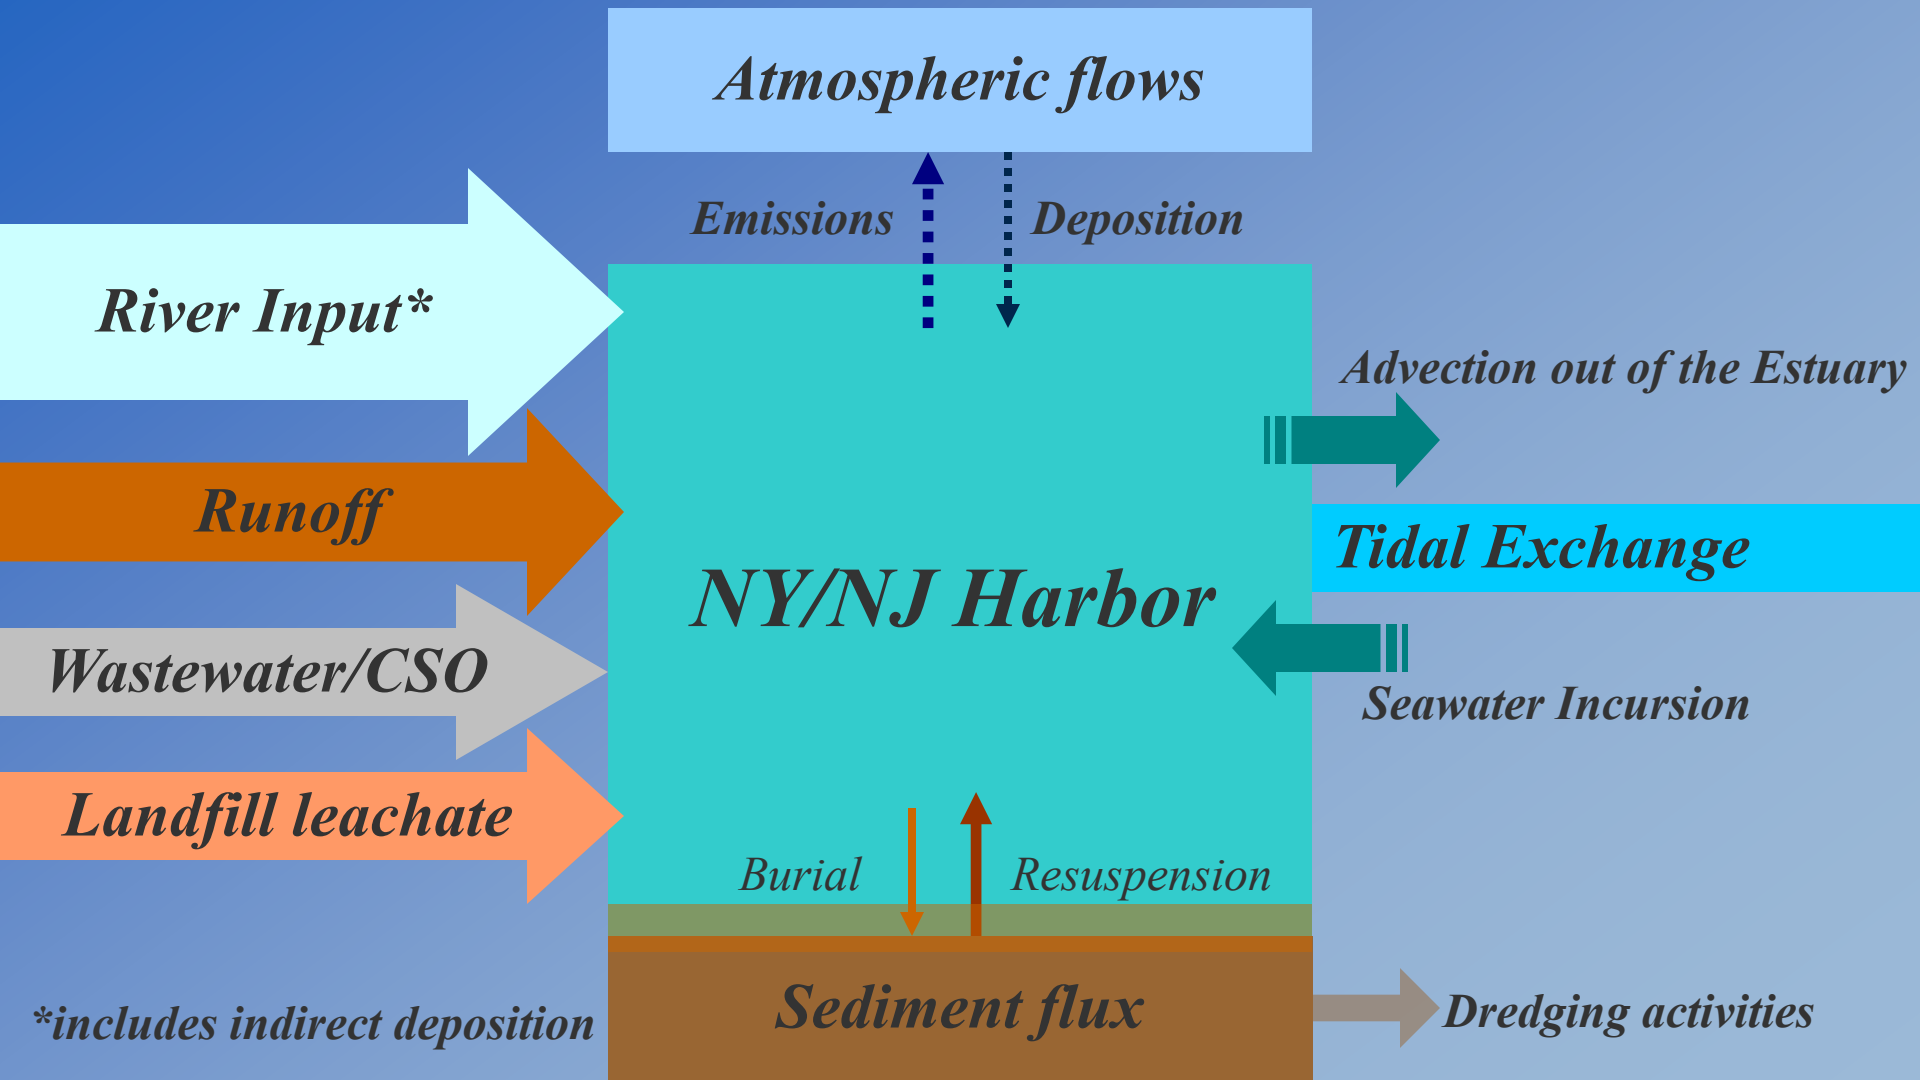 Atmospheric flows
Emissions
Deposition
River Input*
Advection out of the Estuary
Runoff
Tidal Exchange
NY/NJ Harbor
Wastewater/CSO
Seawater Incursion
Landfill leachate
Burial
Resuspension
Sediment flux
Dredging activities
*includes indirect deposition